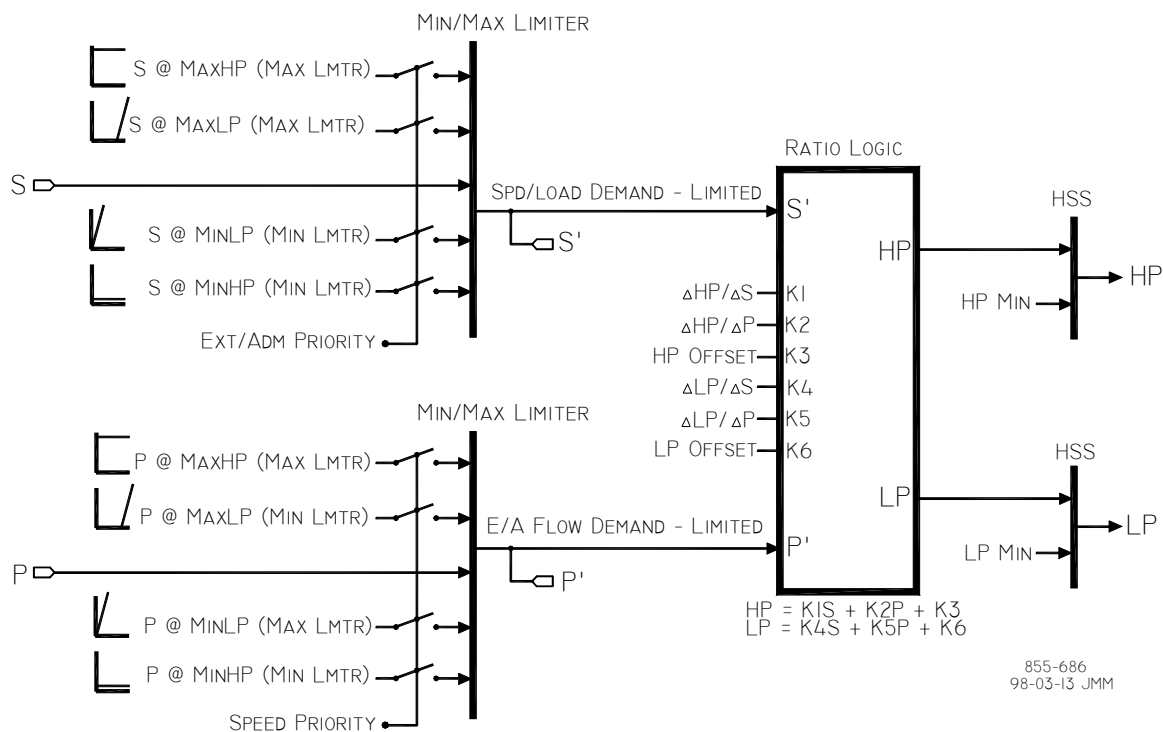 MIN/MAX LIMITER
S @ MAXHP (MAX LMTR)
S @ MAXLP (MAX LMTR)
S
SPD/LOAD DEMAND - LIMITED
S'
S @ MINLP (MIN LMTR)
S @ MINHP (MIN LMTR)
EXT/ADM PRIORITY
MIN/MAX LIMITER
P @ MAXHP (MAX LMTR)
P @ MAXLP (MIN LMTR)
E/A FLOW DEMAND - LIMITED
P
P'
P @ MINLP (MAX LMTR)
P @ MINHP (MIN LMTR)
SPEED PRIORITY
RATIO LOGIC
S'
HP
ΔHP/ΔS K1
ΔHP/ΔP K2
HP OFFSET K3
ΔLP/ΔS K4
ΔLP/ΔP K5
LP OFFSET K6
LP
P'
HP = K1S + K2P + K3
LP = K4S + K5P + K6
HSS
HP
HP MIN
HSS
LP
LP MIN
855-686
98-03-13 JMM